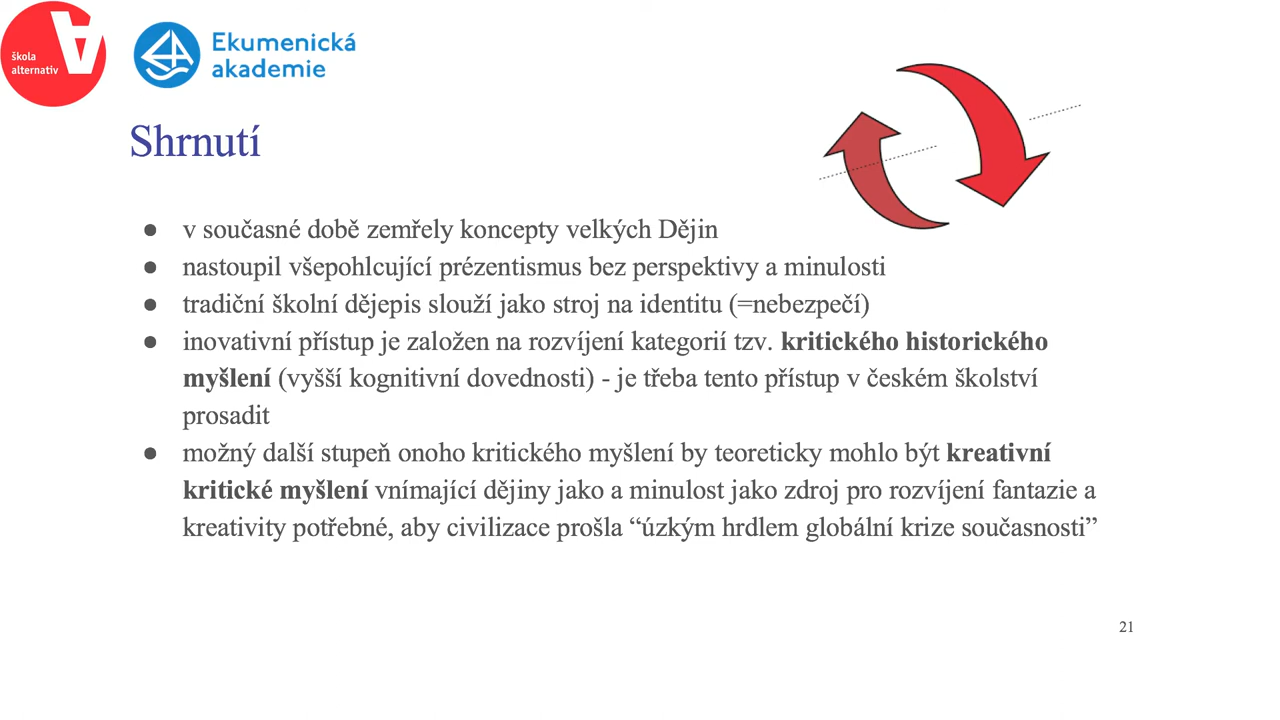 škola
alternativ
Ekumenická
akademie
Shrnutí
● v současné době zemřely koncepty velkých Dějin
● nastoupil všepohlcující prézentismus bez perspektivy a minulosti
● tradiční školní dějepis slouží jako stroj na identitu (=nebezpečí)
● inovativní přístup je založen na rozvíjení kategorií tzv. kritického historického
myšlení (vyšší kognitivní dovednosti) - je třeba tento přístup v českém školství
prosadit
● možný další stupeň onoho kritického myšlení by teoreticky mohlo být kreativní
kritické myšlení vnímající dějiny jako a minulost jako zdroj pro rozvíjení fantazie a
kreativity potřebné, aby civilizace prošla “úzkým hrdlem globální krize současnosti”
21